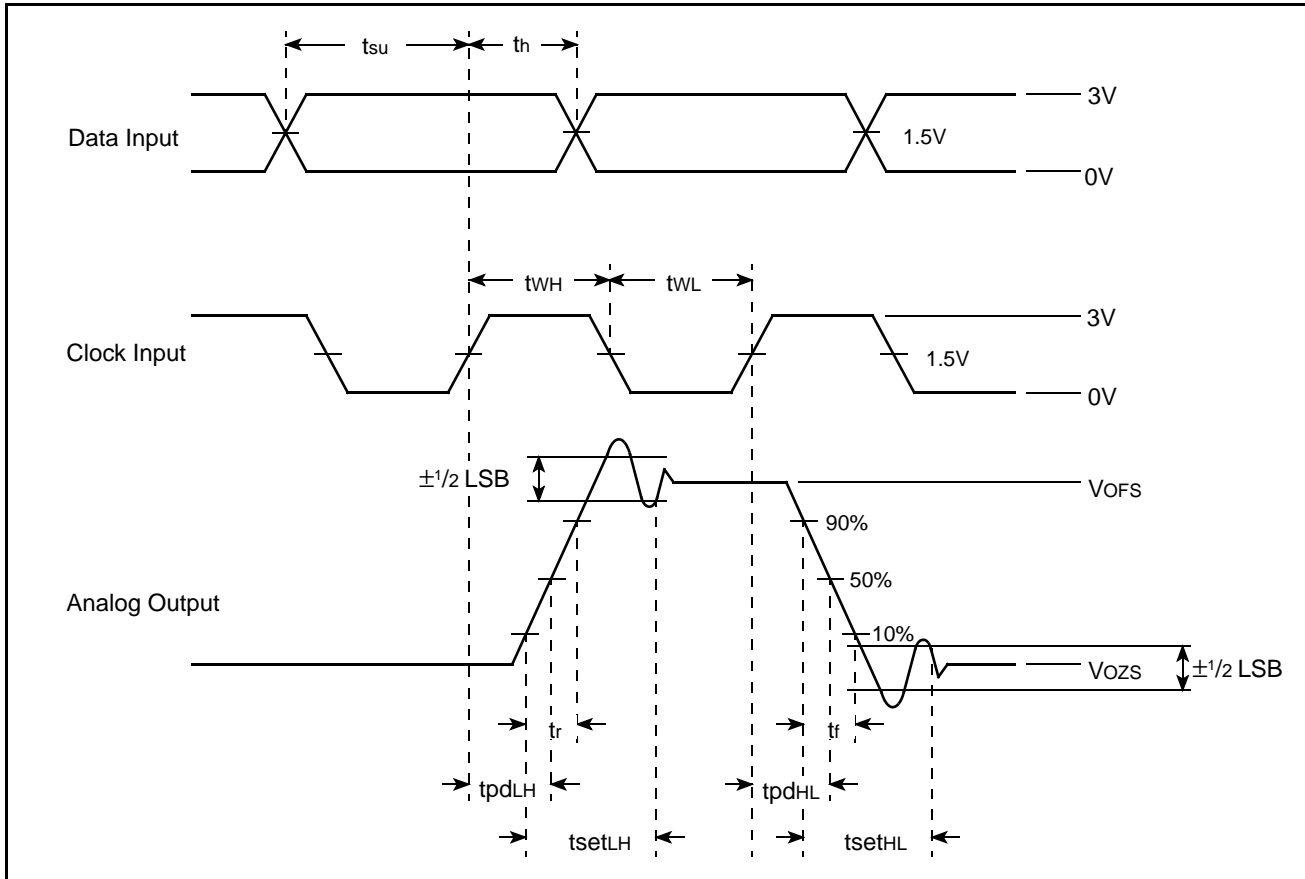 tsu
th
3V
Data Input
1.5V
0V
tWH
tWL
3V
Clock Input
1.5V
0V
±1/2 LSB
VOFS
90%
50%
Analog Output
10%
VOZS
±1/2 LSB
tr
tf
tpdLH
tpdHL
tsetLH
tsetHL